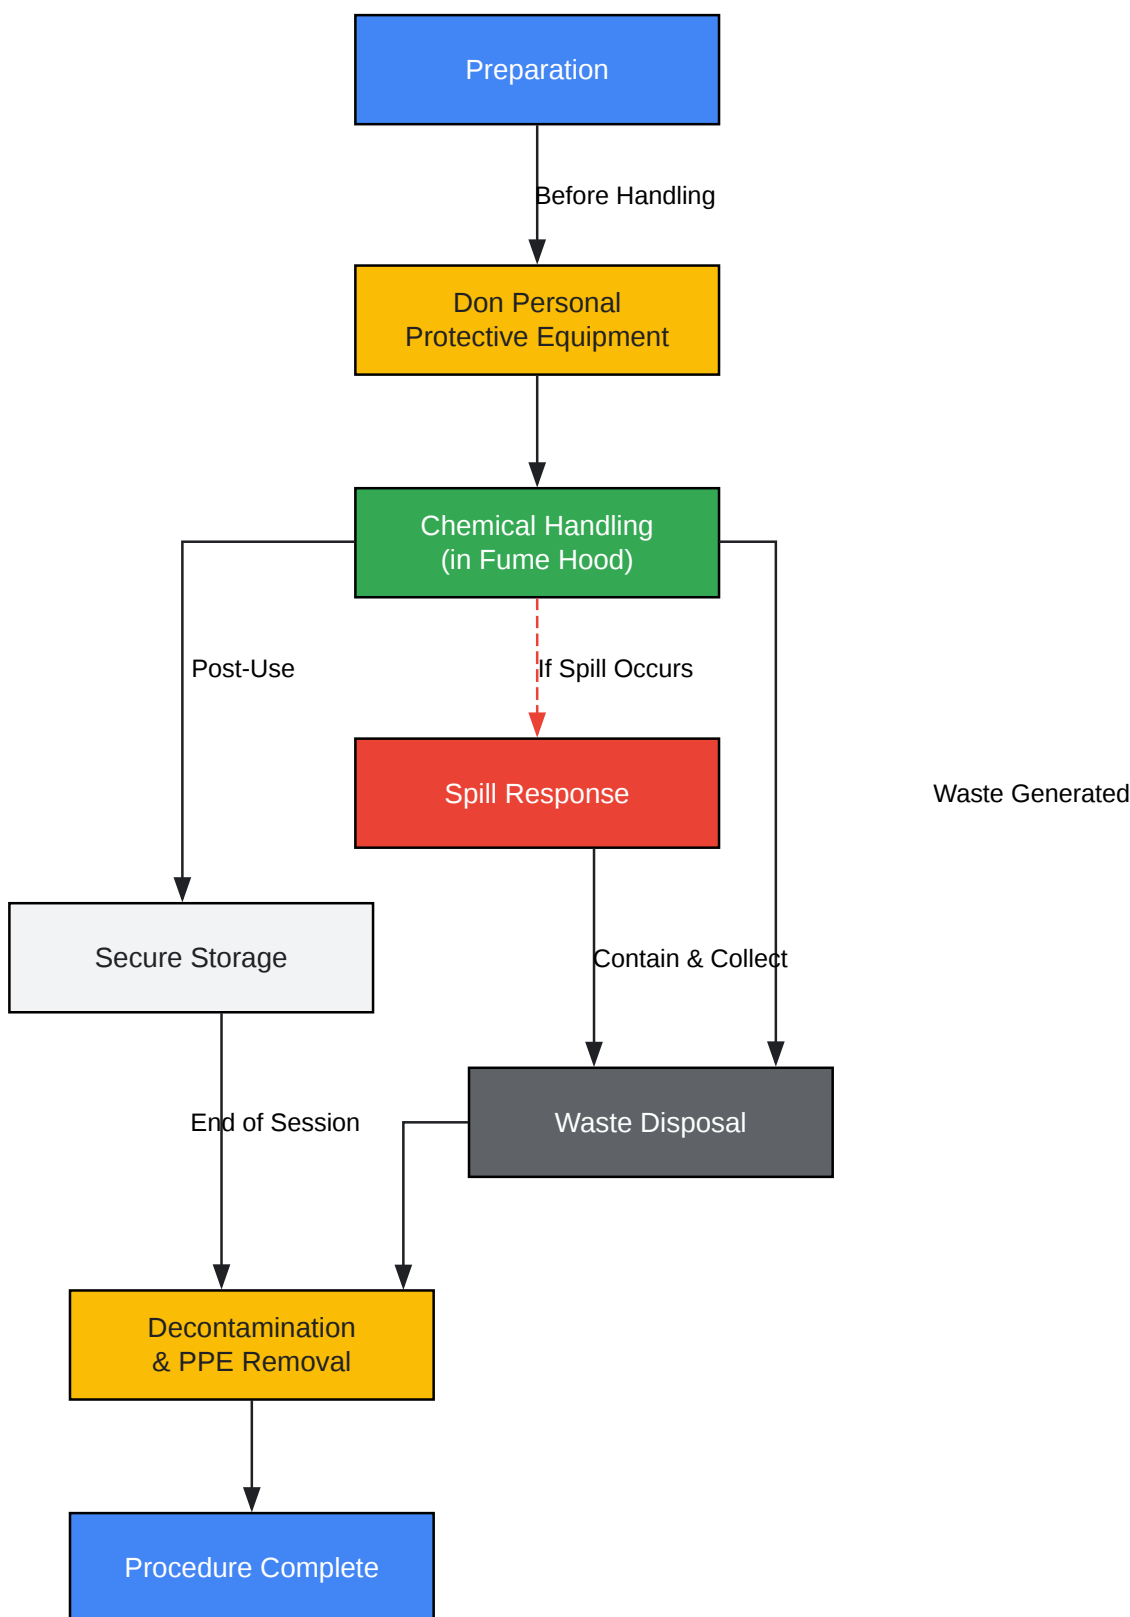 Preparation
Before Handling
Don Personal
Protective Equipment
Chemical Handling
(in Fume Hood)
Post-Use
If Spill Occurs
Spill Response
Waste Generated
Secure Storage
Contain & Collect
End of Session
Waste Disposal
Decontamination
& PPE Removal
Procedure Complete